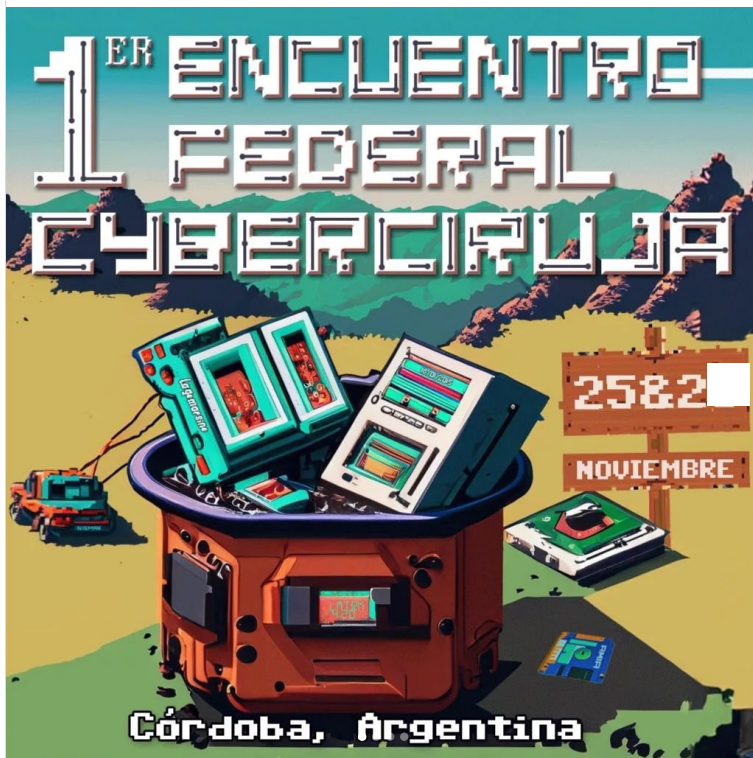 1ER ENCUENTRO
FEDERAL
CYBERCIRUJA
25&2
NOVIEMBRE
Córdoba, Argentina